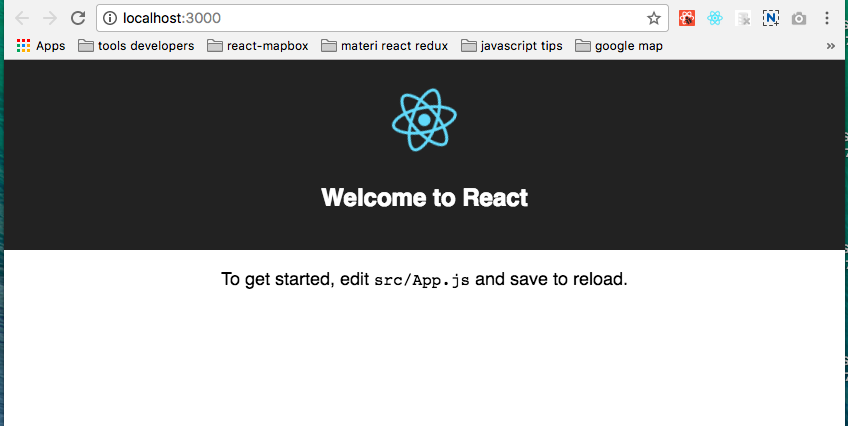 localhost:3000
Apps tools developers react-mapbox materi react redux javascript tips google map »
Welcome to React
To get started, edit src/App.js and save to reload.